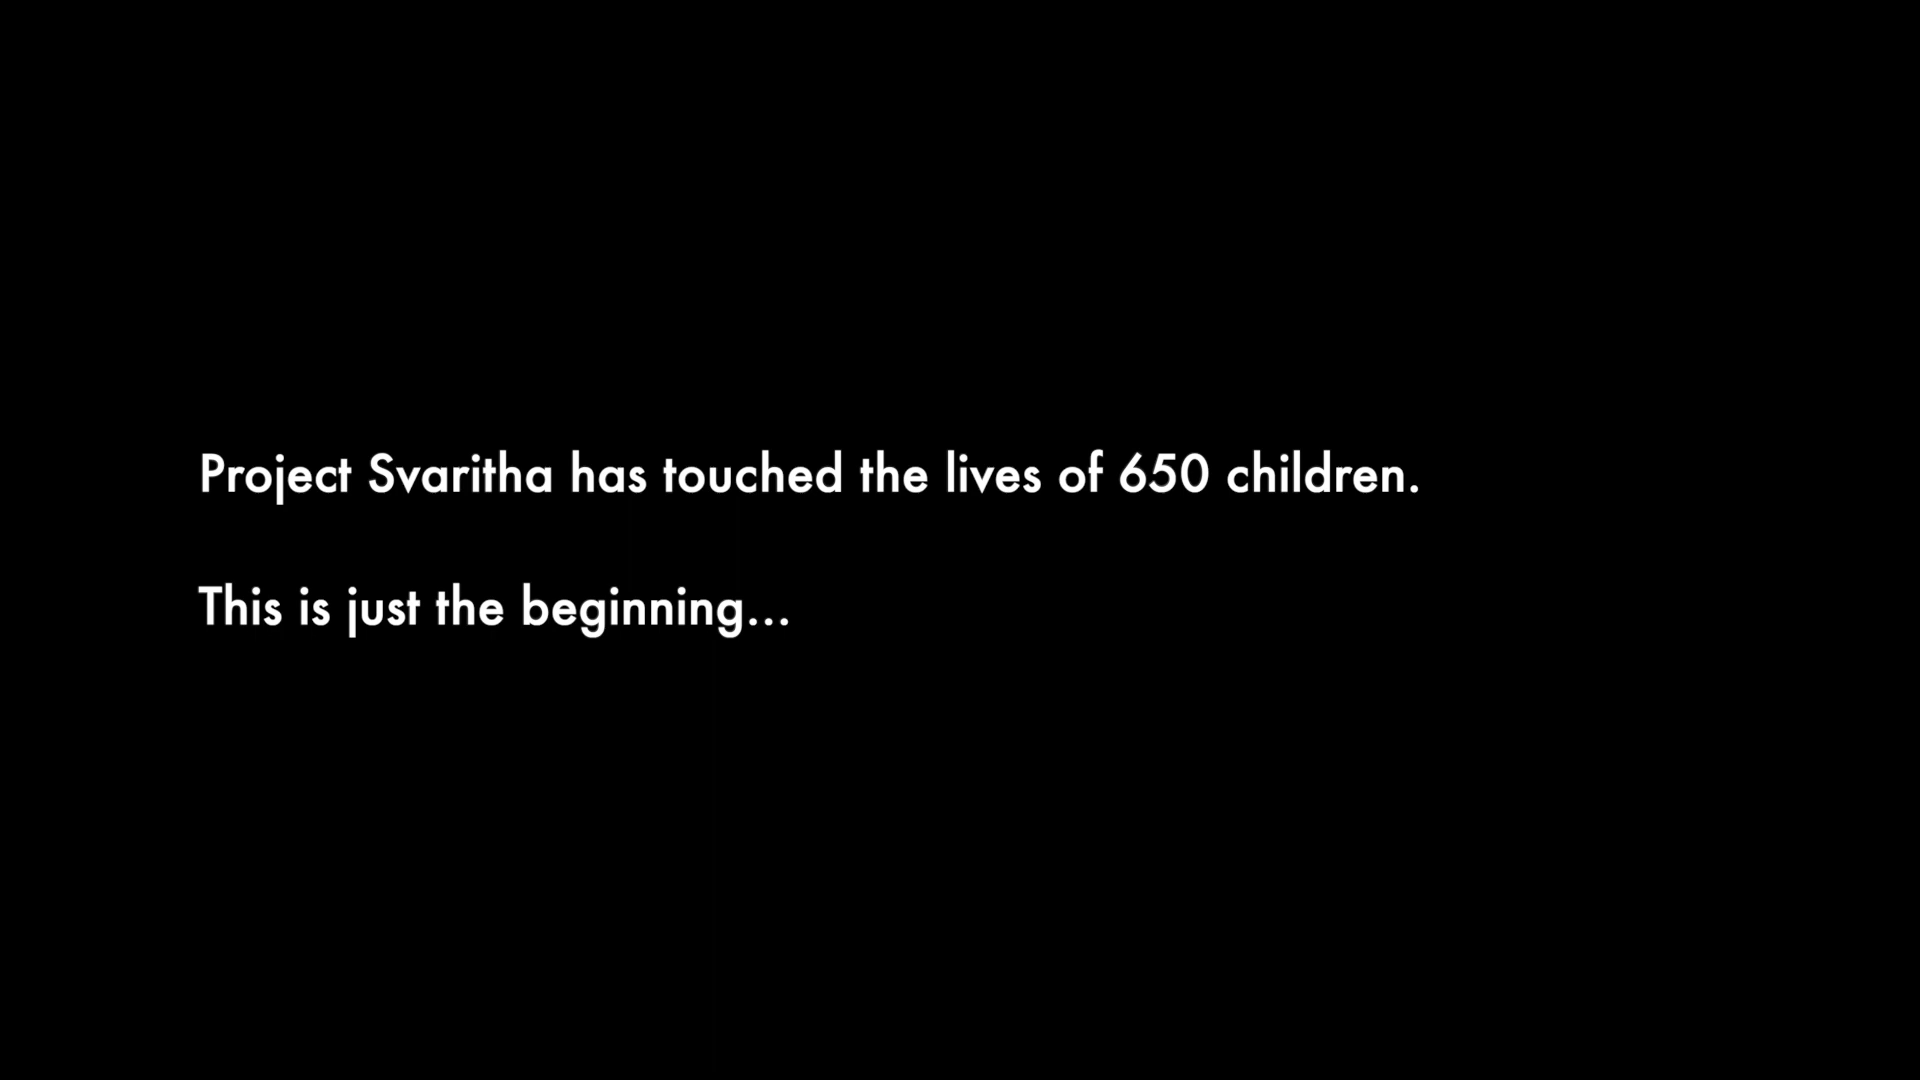 Project Svaritha has touched the lives of 650 children.
This is just the beginning...